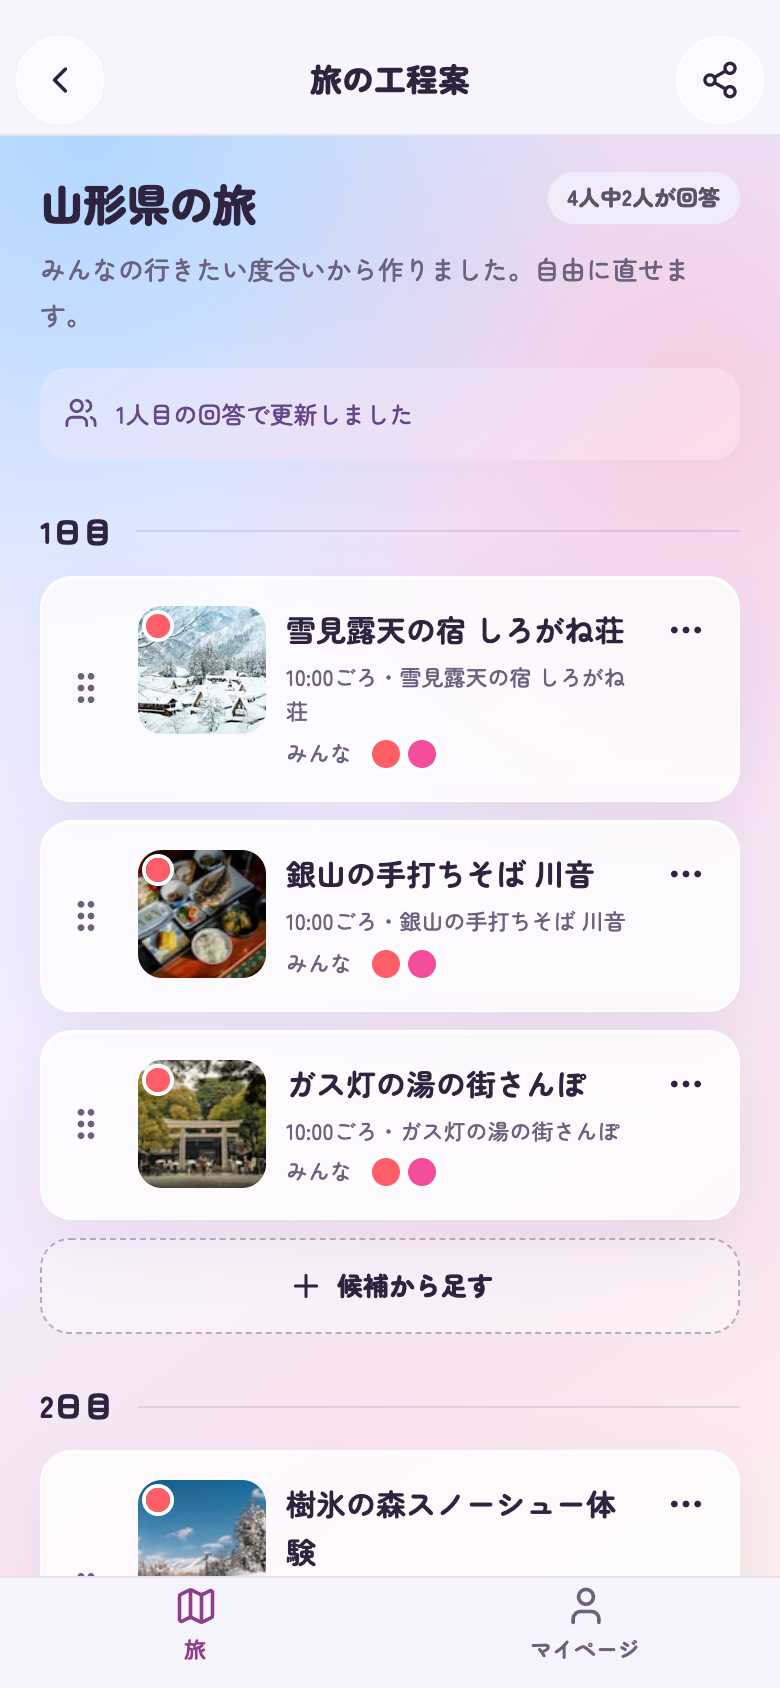 旅の工程案
山形県の旅
4人中2人が回答
みんなの行きたい度合いから作りました。自由に直せま
す。
1人目の回答で更新しました
1日目
雪見露天の宿 しろがね荘
10:00ごろ・雪見露天の宿 しろがね
荘
みんな
銀山の手打ちそば 川音
10:00ごろ・銀山の手打ちそば 川音
みんな
ガス灯の湯の街さんぽ
10:00ごろ・ガス灯の湯の街さんぽ
みんな
候補から足す
2日目
樹氷の森スノーシュー体
験
旅
マイページ